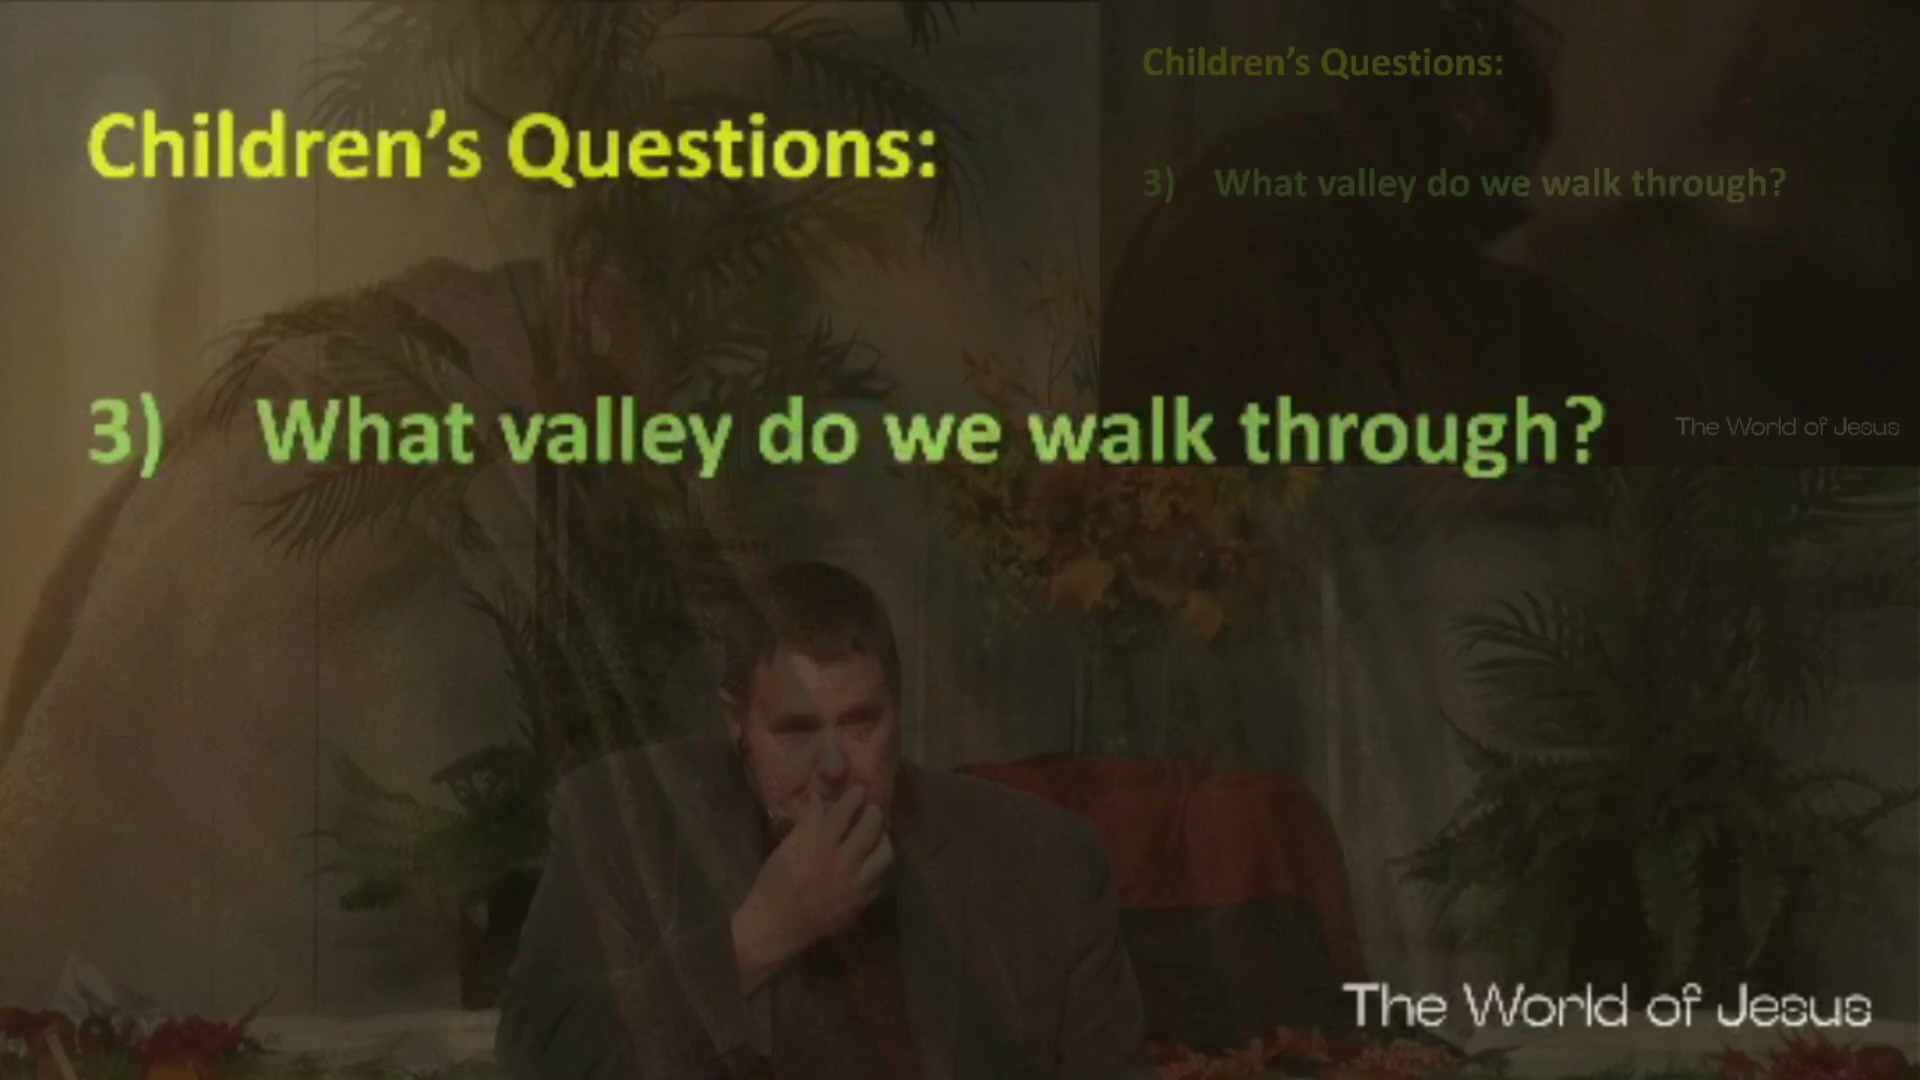 Children's Questions:
3) What valley do we walk through?
The World of Jesus
Children's Questions:
3) What valley do we walk through?
The World of Jesus